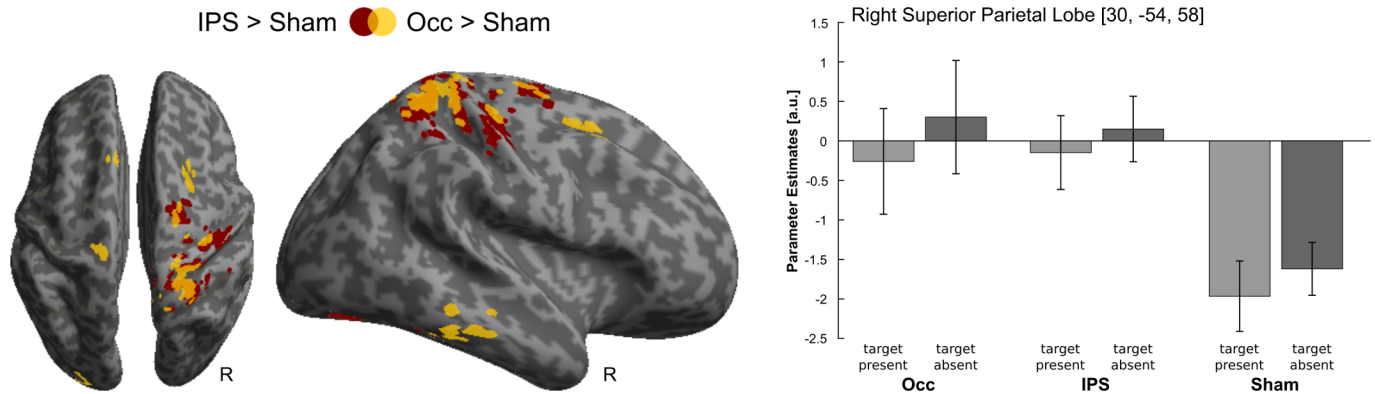 IPS > Sham Occ > Sham
R
R
Right Superior Parietal Lobe [30, -54, 58]
Parameter Estimates [a.u.]
1.5
1
0.5
0
-0.5
-1
-1.5
-2
-2.5
target present
target absent
target present
target absent
target present
target absent
Occ
IPS
Sham